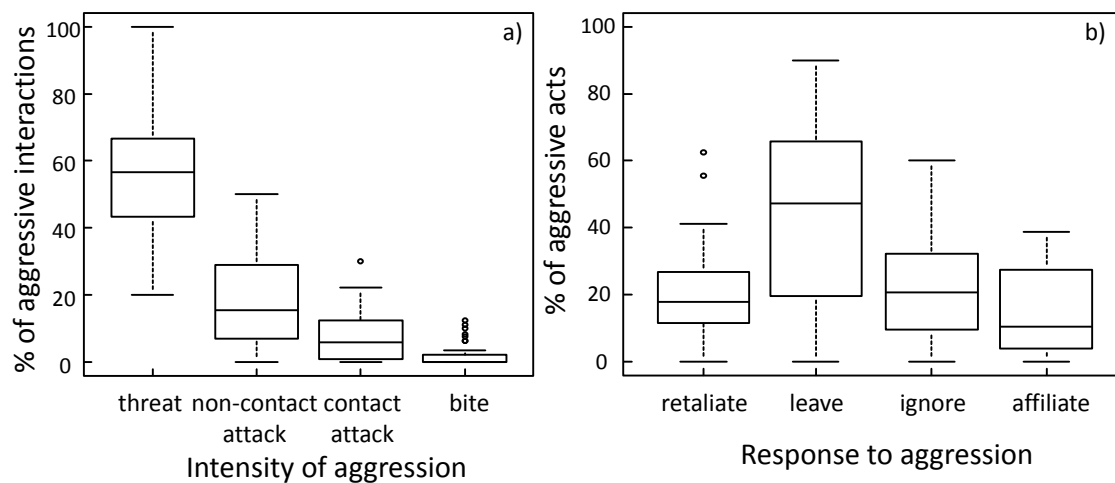 a)
% of aggressive interactions
100
80
60
40
20
0
threat non-contact contact bite
attack attack
Intensity of aggression
b)
% of aggressive acts
100
80
60
40
20
0
retaliate leave ignore affiliate
Response to aggression